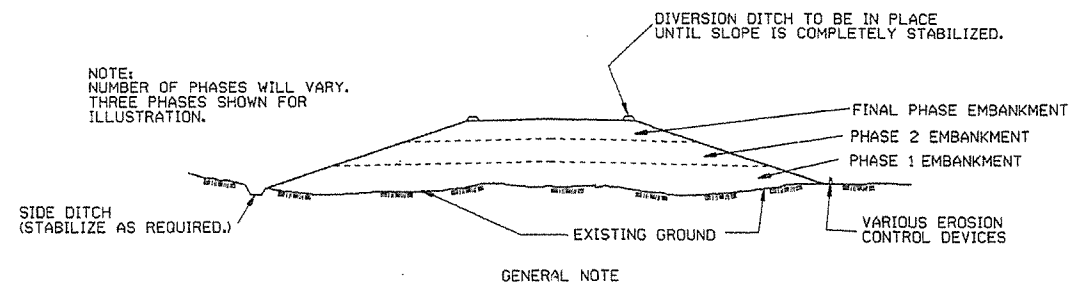 DIVERSION DITCH TO BE IN PLACE
UNTIL SLOPE IS COMPLETELY STABILIZED.
NOTE:
NUMBER OF PHASES WILL VARY.
THREE PHASES SHOWN FOR
ILLUSTRATION.
FINAL PHASE EMBANKMENT
PHASE 2 EMBANKMENT
PHASE 1 EMBANKMENT
SIDE DITCH
(STABILIZE AS REQUIRED.)
EXISTING GROUND
VARIOUS EROSION
CONTROL DEVICES
GENERAL NOTE